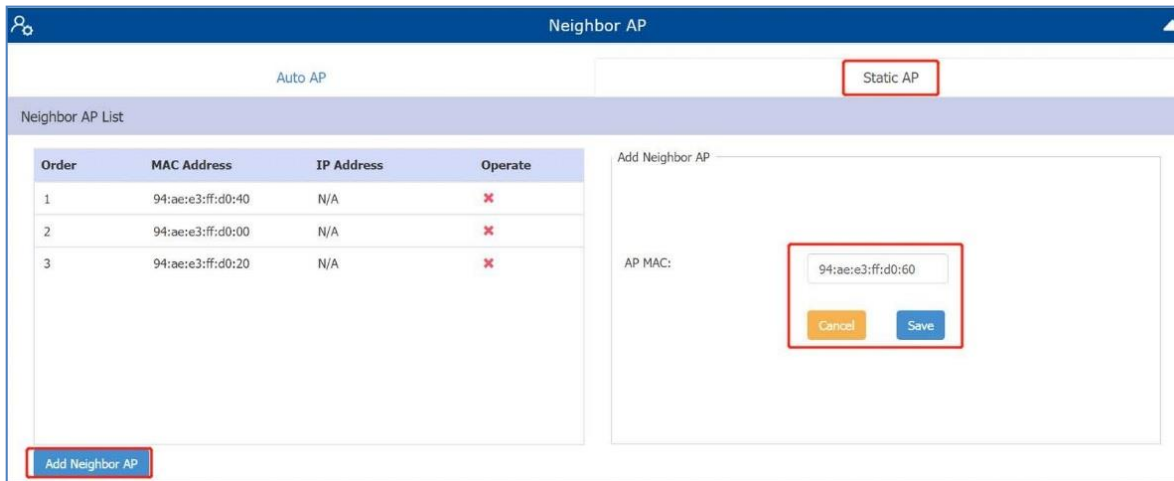 Neighbor AP
Auto AP Static AP
Neighbor AP List
Order MAC Address IP Address Operate
1 94:ae:e3:ff:d0:40 N/A
2 94:ae:e3:ff:d0:00 N/A
3 94:ae:e3:ff:d0:20 N/A
Add Neighbor AP
AP MAC: 94:ae:e3:ff:d0:60
Cancel Save
Add Neighbor AP